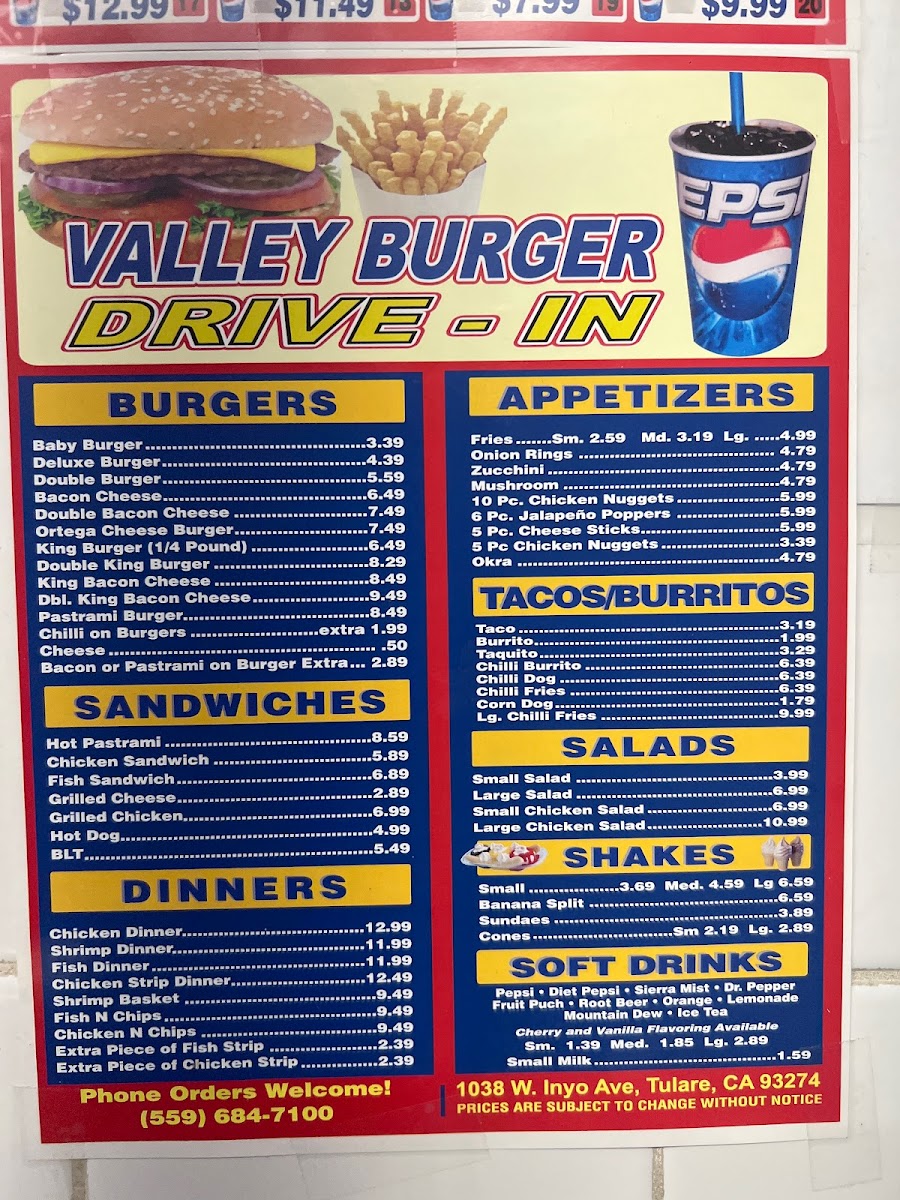 $12.99 17 $11.49 18 $7.99 19 $9.99 20
PEPSI
VALLEY BURGER
DRIVE - IN
BURGERS
Baby Burger 3.39
Deluxe Burger 4.39
Double Burger 5.59
Bacon Cheese 6.49
Double Bacon Cheese 7.49
Ortega Cheese Burger 7.49
King Burger (1/4 Pound) 6.49
Double King Burger 8.29
King Bacon Cheese 8.49
Dbl. King Bacon Cheese 9.49
Pastrami Burger 8.49
Chilli on Burgers extra 1.99
Cheese .50
Bacon or Pastrami on Burger Extra... 2.89
SANDWICHES
Hot Pastrami 8.59
Chicken Sandwich 5.89
Fish Sandwich 6.89
Grilled Cheese 2.89
Grilled Chicken 6.99
Hot Dog 4.99
BLT 5.49
DINNERS
Chicken Dinner 12.99
Shrimp Dinner 11.99
Fish Dinner 11.99
Chicken Strip Dinner 12.49
Shrimp Basket 9.49
Fish N Chips 9.49
Chicken N Chips 9.49
Extra Piece of Fish Strip 2.39
Extra Piece of Chicken Strip 2.39
Phone Orders Welcome!
(559) 684-7100
APPETIZERS
Fries.......Sm. 2.59 Md. 3.19 Lg. .....4.99
Onion Rings 4.79
Zucchini 4.79
Mushroom 4.79
10 Pc. Chicken Nuggets 5.99
6 Pc. Jalapeño Poppers 5.99
5 Pc. Cheese Sticks 5.99
5 Pc Chicken Nuggets 3.39
Okra 4.79
TACOS/BURRITOS
Taco 3.19
Burrito 1.99
Taquito 3.29
Chilli Burrito 6.39
Chilli Dog 6.39
Chilli Fries 6.39
Corn Dog 1.79
Lg. Chilli Fries 9.99
SALADS
Small Salad 3.99
Large Salad 6.99
Small Chicken Salad 6.99
Large Chicken Salad 10.99
SHAKES
Small 3.69 Med. 4.59 Lg 6.59
Banana Split 6.59
Sundaes 3.89
Cones Sm 2.19 Lg. 2.89
SOFT DRINKS
Pepsi • Diet Pepsi • Sierra Mist • Dr. Pepper
Fruit Puch • Root Beer • Orange • Lemonade
Mountain Dew • Ice Tea
Cherry and Vanilla Flavoring Available
Sm. 1.39 Med. 1.85 Lg. 2.89
Small Milk 1.59
1038 W. Inyo Ave, Tulare, CA 93274
PRICES ARE SUBJECT TO CHANGE WITHOUT NOTICE